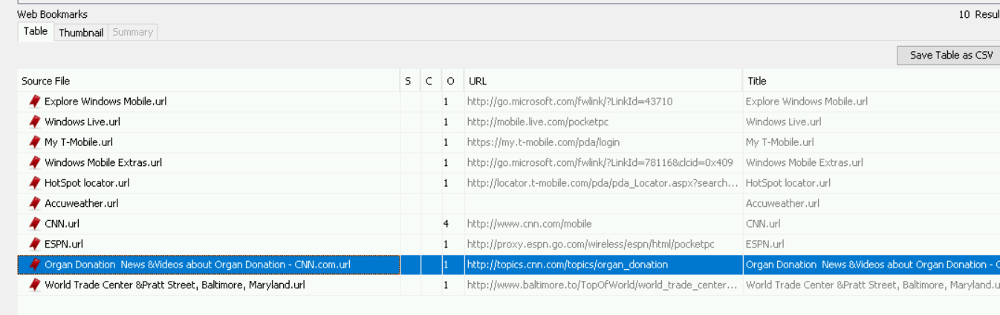 Web Bookmarks 10 Resul
Table Thumbnail Summary
Save Table as CSV
Source File S C O URL Title
Explore Windows Mobile.url 1 http://go.microsoft.com/fwlink/?LinkId=43710 Explore Windows Mobile.url
Windows Live.url 1 http://mobile.live.com/pocketpc Windows Live.url
My T-Mobile.url 1 https://my.t-mobile.com/pda/login My T-Mobile.url
Windows Mobile Extras.url 1 http://go.microsoft.com/fwlink/?LinkId=78116&clcid=0x409 Windows Mobile Extras.url
HotSpot locator.url 1 http://locator.t-mobile.com/pda/pda_Locator.aspx?search... HotSpot locator.url
Accuweather.url Accuweather.url
CNN.url 4 http://www.cnn.com/mobile CNN.url
ESPN.url 1 http://proxy.espn.go.com/wireless/espn/html/pocketpc ESPN.url
Organ Donation News &Videos about Organ Donation - CNN.com.url 1 http://topics.cnn.com/topics/organ_donation Organ Donation News &Videos about Organ Donation - C
World Trade Center &Pratt Street, Baltimore, Maryland.url 1 http://www.baltimore.to/TopOfWorld/world_trade_center... World Trade Center &Pratt Street, Baltimore, Maryland.u